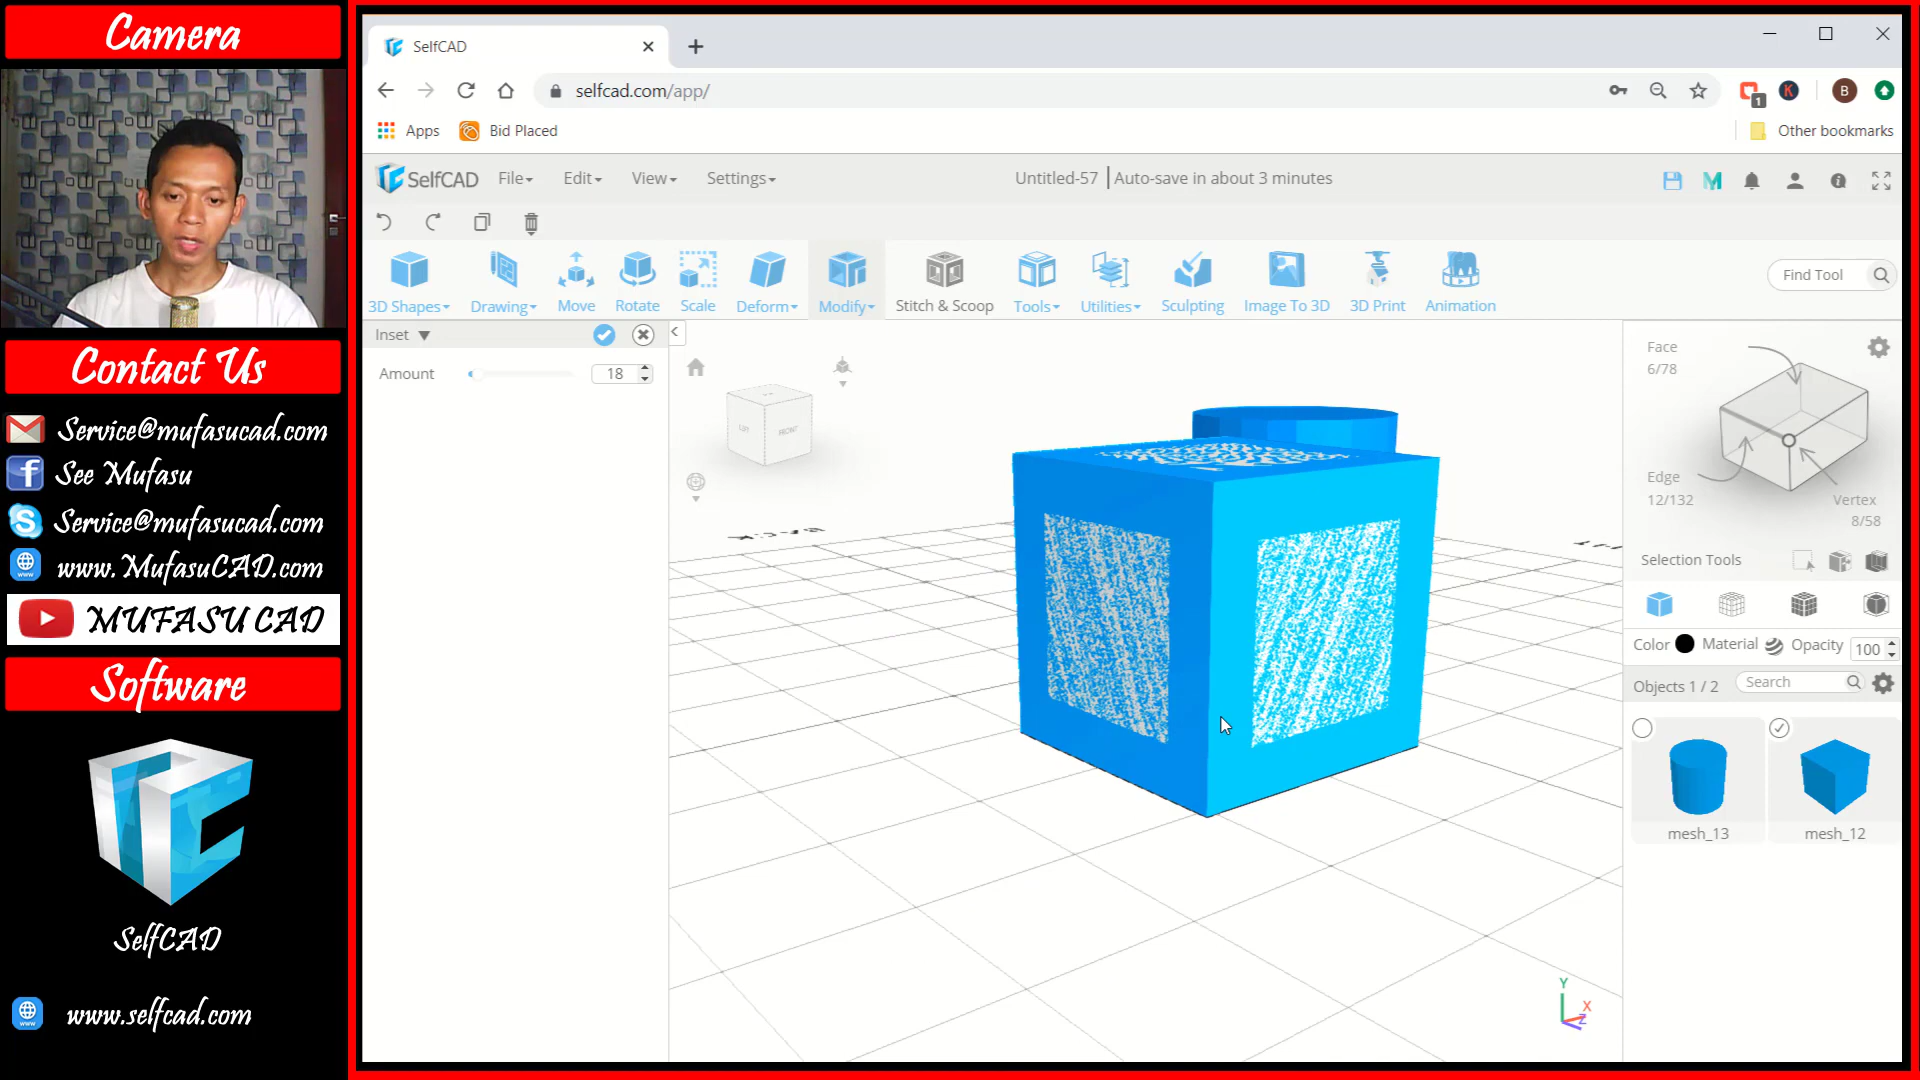 Camera
Contact Us
Service@mufasucad.com
See Mufasu
Service@mufasucad.com
www.MufasuCAD.com
MUFASU CAD
Software
SelfCAD
www.selfcad.com
SelfCAD
selfcad.com/app/
1
K
B
Apps
Bid Placed
Other bookmarks
SelfCAD
File
Edit
View
Settings
Untitled-57
Auto-save in about 3 minutes
3D Shapes
Drawing
Move
Rotate
Scale
Deform
Modify
Stitch & Scoop
Tools
Utilities
Sculpting
Image To 3D
3D Print
Animation
Find Tool
Inset
Amount
18
FRONT
BACK
Face
6/78
Edge
12/132
Vertex
8/58
Selection Tools
Color
Material
Opacity
100
Objects 1 / 2
Search
mesh_13
mesh_12
Y
X
Z